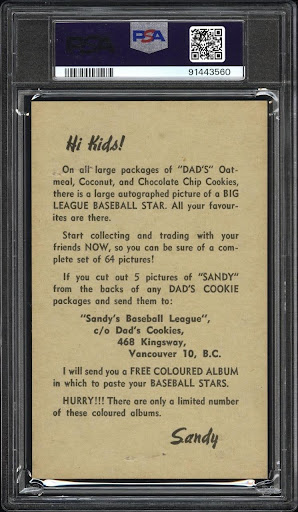 PSA
91443560
Hi Kids!
On all large packages of "DAD'S" Oat-
meal, Coconut, and Chocolate Chip Cookies,
there is a large autographed picture of a BIG
LEAGUE BASEBALL STAR. All your favour-
ites are there.
Start collecting and trading with your
friends NOW, so you can be sure of a com-
plete set of 64 pictures!
If you cut out 5 pictures of "SANDY"
from the backs of any DAD'S COOKIE
packages and send them to:
"Sandy's Baseball League",
c/o Dad's Cookies,
468 Kingsway,
Vancouver 10, B.C.
I will send you a FREE COLOURED ALBUM
in which to paste your BASEBALL STARS.
HURRY!!! There are only a limited number
of these coloured albums.
Sandy